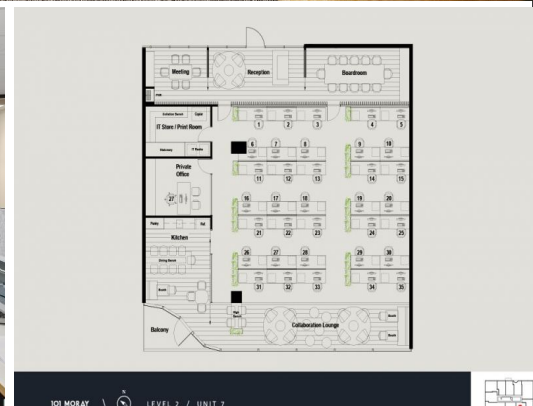 Meeting
Reception
Boardroom
IT Store / Print Room
1 2 3 4 5
6 7 8 9 10
Private
Office
11 12 13 14 15
27
16 17 18 19 20
Kitchen
21 22 23 24 25
26 27 28 29 30
31 32 33 34 35
Balcony
Collaboration Lounge
101 MORAY
N
LEVEL 2 / UNIT 7